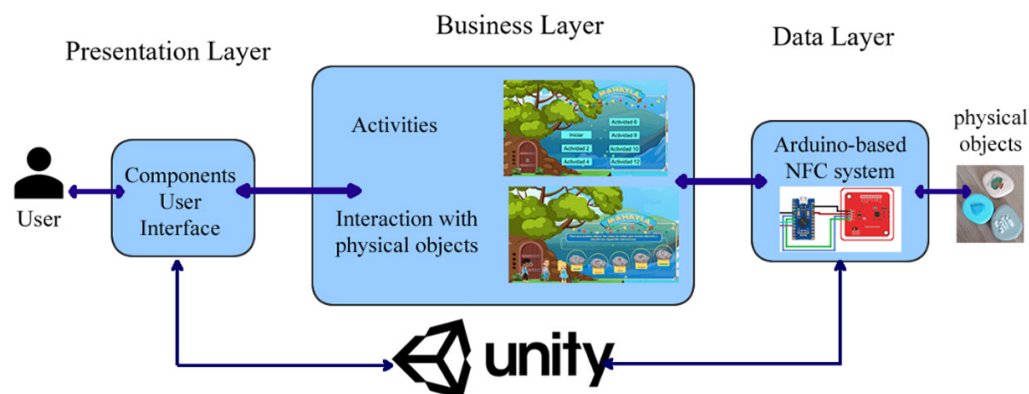 Presentation Layer
Business Layer
Data Layer
User
Components
User
Interface
Activities
Interaction with
physical objects
MAHAYLA
Iniciar
Actividad 2
Actividad 4
Actividad 6
Actividad 8
Actividad 10
Actividad 12
MAHAYLA
Arduino-based
NFC system
physical
objects
unity